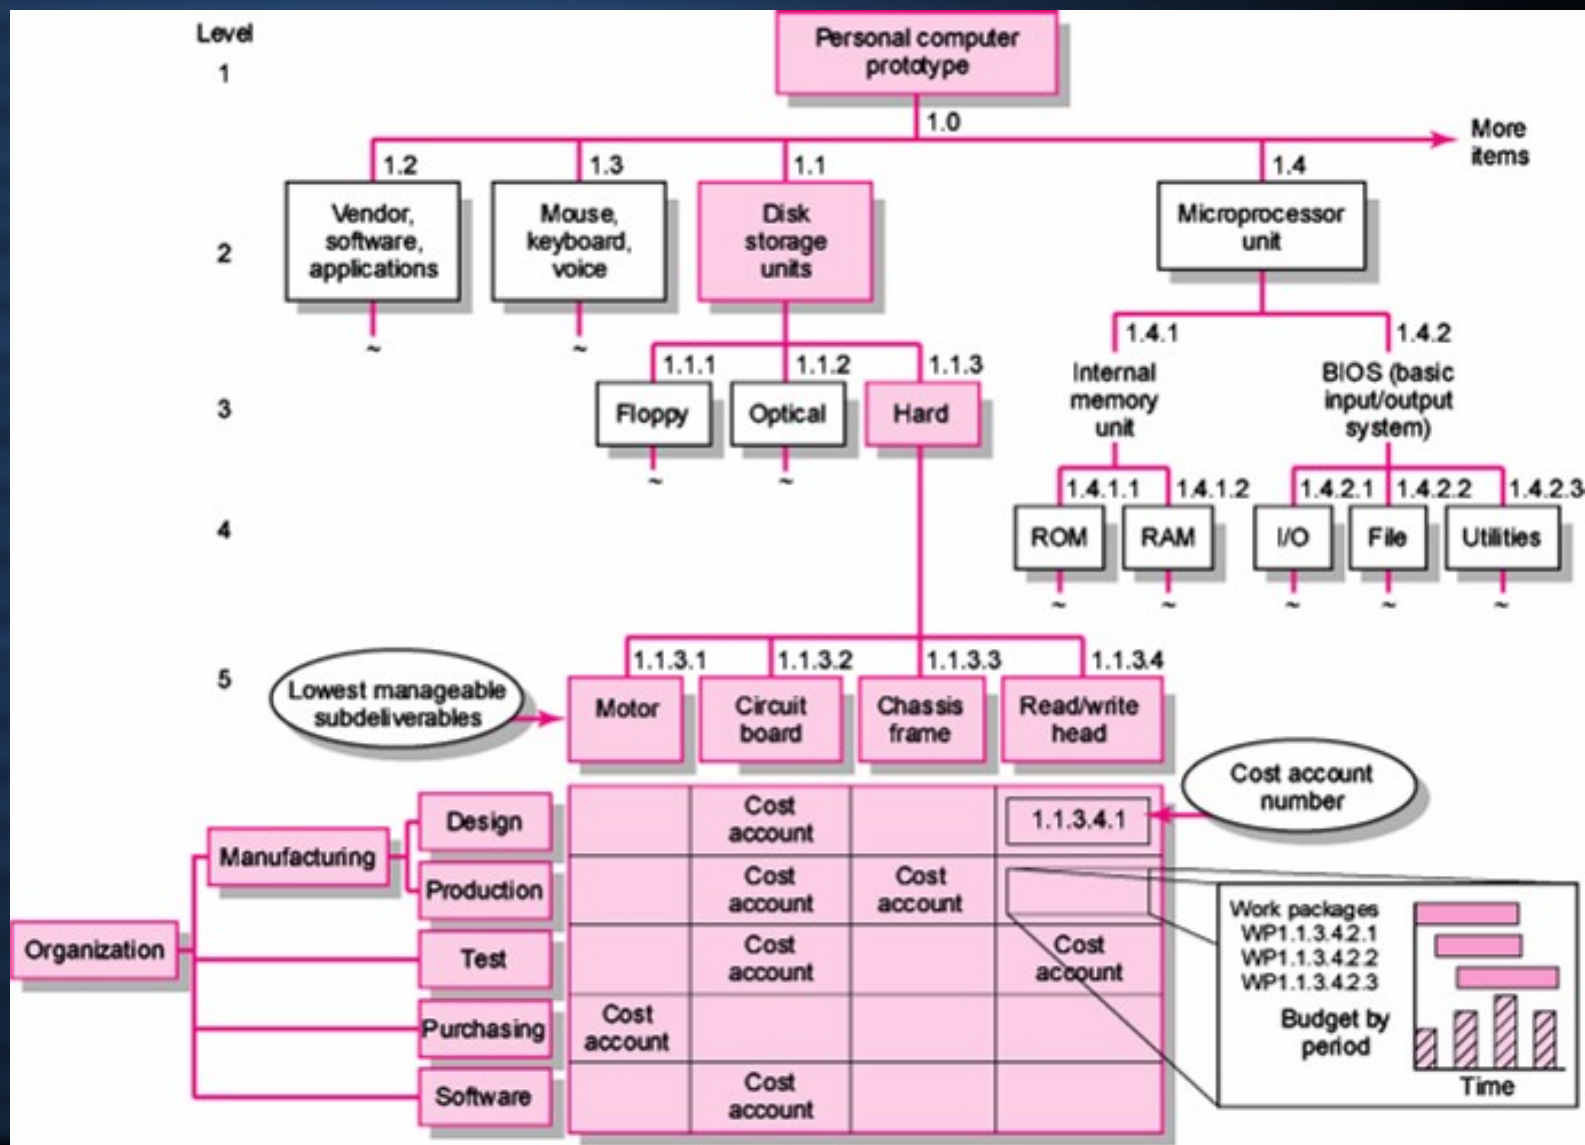 Level
1
Personal computer
prototype
1.0
More
items
2
1.2
Vendor,
software,
applications
~
1.3
Mouse,
keyboard,
voice
~
1.1
Disk
storage
units
1.4
Microprocessor
unit
3
1.1.1
Floppy
~
1.1.2
Optical
~
1.1.3
Hard
1.4.1
Internal
memory
unit
1.4.2
BIOS (basic
input/output
system)
4
1.4.1.1
ROM
~
1.4.1.2
RAM
~
1.4.2.1
I/O
~
1.4.2.2
File
~
1.4.2.3
Utilities
~
5
Lowest manageable
subdeliverables
1.1.3.1
Motor
1.1.3.2
Circuit
board
1.1.3.3
Chassis
frame
1.1.3.4
Read/write
head
Cost account
number
Organization
Manufacturing
Design
Cost
account
1.1.3.4.1
Production
Cost
account
Cost
account
Test
Cost
account
Cost
account
Purchasing
Cost
account
Software
Cost
account
Work packages
WP1.1.3.4.2.1
WP1.1.3.4.2.2
WP1.1.3.4.2.3
Budget by
period
Time